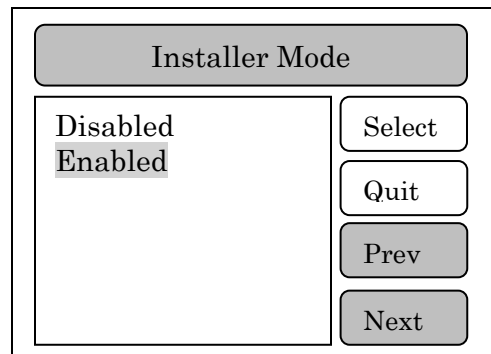 Installer Mode
Disabled
Enabled
Select
Quit
Prev
Next